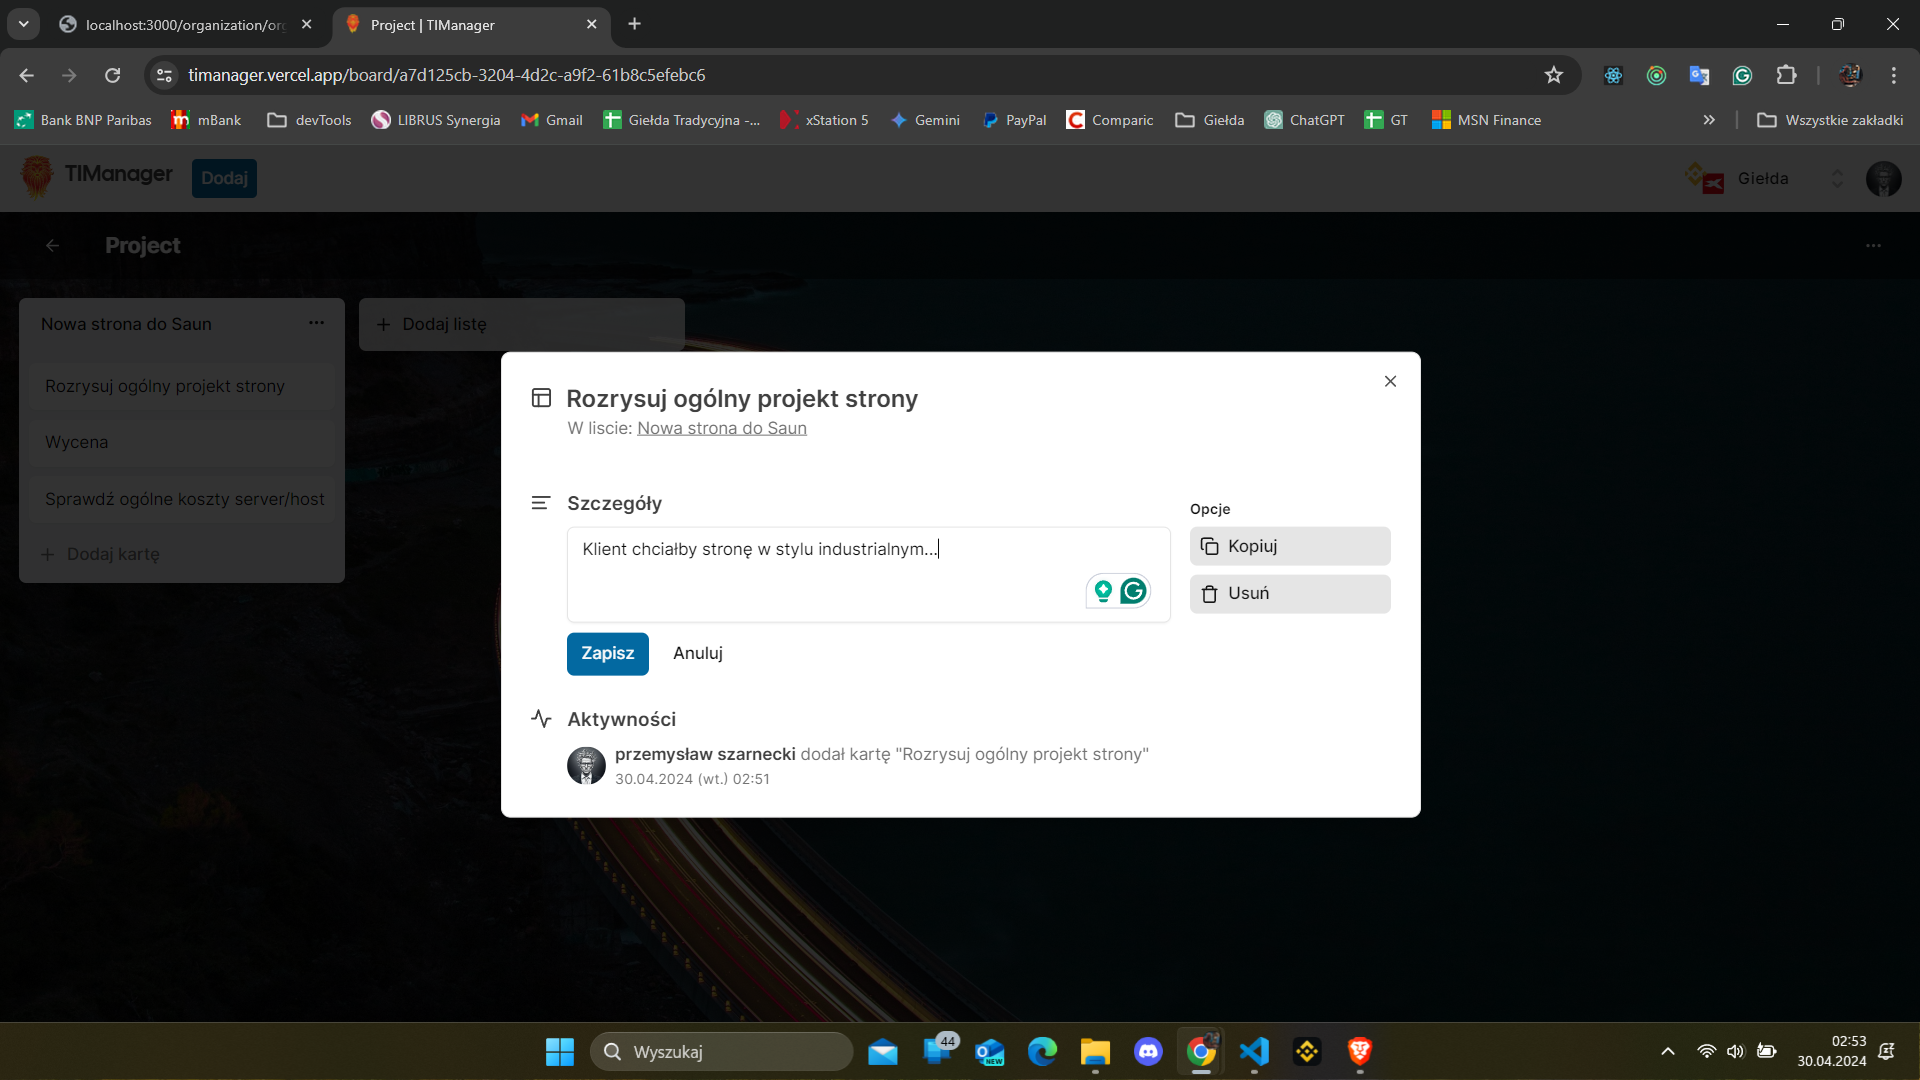 localhost:3000/organization/org
Project | TIManager
timanager.vercel.app/board/a7d125cb-3204-4d2c-a9f2-61b8c5efebc6
Bank BNP Paribas mBank devTools LIBRUS Synergia Gmail Giełda Tradycyjna -... xStation 5 Gemini PayPal Comparic Giełda ChatGPT GT MSN Finance » Wszystkie zakładki
TIManager Dodaj Giełda
Project
Nowa strona do Saun
Dodaj listę
Rozrysuj ogólny projekt strony
Wycena
Sprawdź ogólne koszty server/host
Dodaj kartę
Rozrysuj ogólny projekt strony
W liscie: Nowa strona do Saun
Szczegóły
Klient chciałby stronę w stylu industrialnym...
Zapisz Anuluj
Opcje
Kopiuj
Usuń
Aktywności
przemysław szarnecki dodał kartę "Rozrysuj ogólny projekt strony"
30.04.2024 (wt.) 02:51
Wyszukaj
44
NEW
02:53
30.04.2024